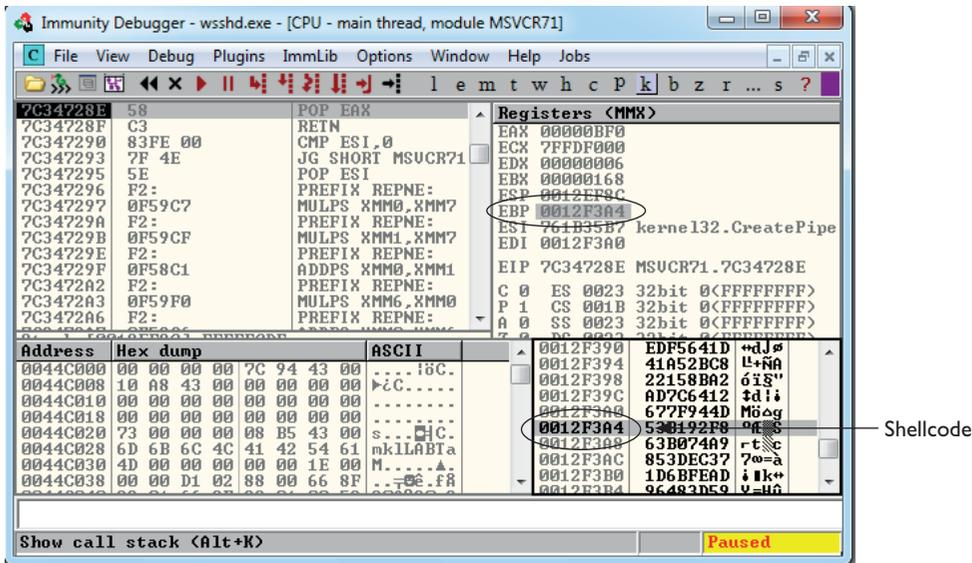 Immunity Debugger - wsshd.exe - [CPU - main thread, module MSVCR71]
C File View Debug Plugins ImmLib Options Window Help Jobs
l e m t w h c P k b z r ... s ?
7C34728E 58 POP EAX
7C34728F C3 RETN
7C347290 83FE 00 CMP ESI,0
7C347293 7F 4E JG SHORT MSVCR71
7C347295 5E POP ESI
7C347296 F2: PREFIX REPNE:
7C347297 0F59C7 MULPS XMM0,XMM7
7C34729A F2: PREFIX REPNE:
7C34729B 0F59CF MULPS XMM1,XMM7
7C34729E F2: PREFIX REPNE:
7C34729F 0F58C1 ADDPS XMM0,XMM1
7C3472A2 F2: PREFIX REPNE:
7C3472A3 0F59F0 MULPS XMM6,XMM0
7C3472A6 F2: PREFIX REPNE:
Registers (MMX)
EAX 00000BF0
ECX 7FFDF000
EDX 00000006
EBX 00000168
ESP 0012EF8C
EBP 0012F3A4
ESI 761B35B7 kernel32.CreatePipe
EDI 0012F3A0
EIP 7C34728E MSVCR71.7C34728E
C 0 ES 0023 32bit 0(FFFFFFFF)
P 1 CS 001B 32bit 0(FFFFFFFF)
A 0 SS 0023 32bit 0(FFFFFFFF)
Address Hex dump ASCII
0044C000 00 00 00 00 7C 94 43 00 ....¦öC.
0044C008 10 A8 43 00 00 00 00 00 ►¿C.....
0044C010 00 00 00 00 00 00 00 00 ........
0044C018 00 00 00 00 00 00 00 00 ........
0044C020 73 00 00 00 08 B5 43 00 s...◘╡C.
0044C028 6D 6B 6C 4C 41 42 54 61 mklLABTa
0044C030 4D 00 00 00 00 00 1E 00 M.....▲.
0044C038 00 00 D1 02 88 00 66 8F
0012F390 EDF5641D
0012F394 41A52BC8
0012F398 22158BA2
0012F39C AD7C6412
0012F3A0 677F944D
0012F3A4 53B192F8
0012F3A8 63B074A9
0012F3AC 853DEC37
0012F3B0 1D6BFEAD
0012F3B4 96483D59
Shellcode
Show call stack (Alt+K) Paused